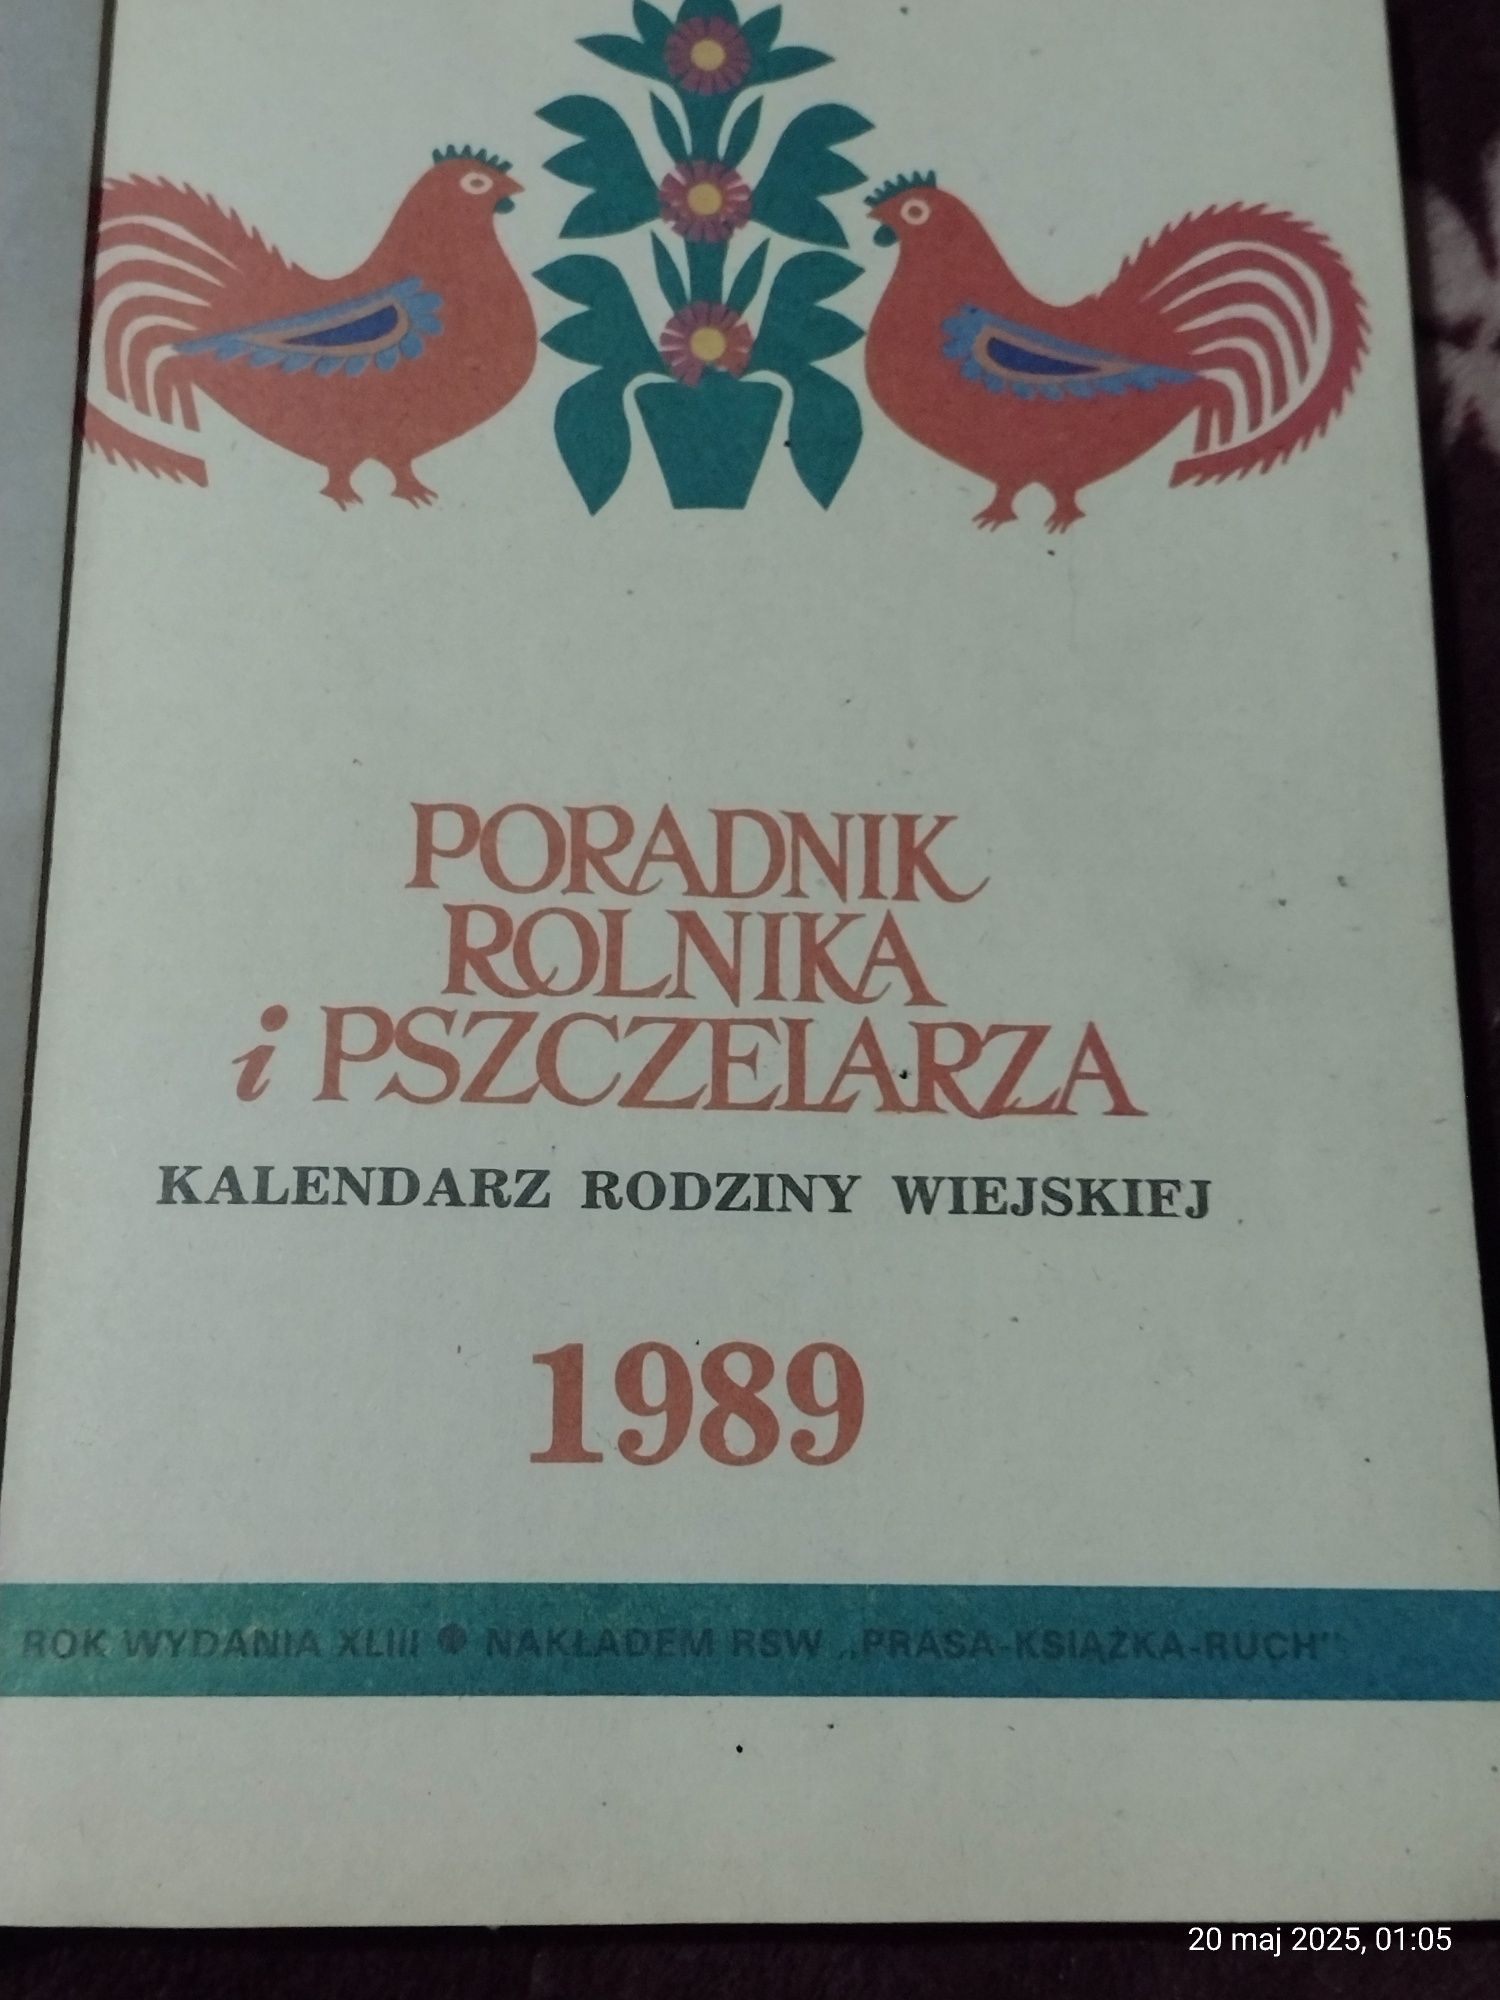 PORADNIK
ROLNIKA
i PSZCZELARZA
KALENDARZ RODZINY WIEJSKIEJ
1989
ROK WYDANIA XLIII ● NAKŁADEM RSW „PRASA-KSIĄŻKA-RUCH”
20 maj 2025, 01:05